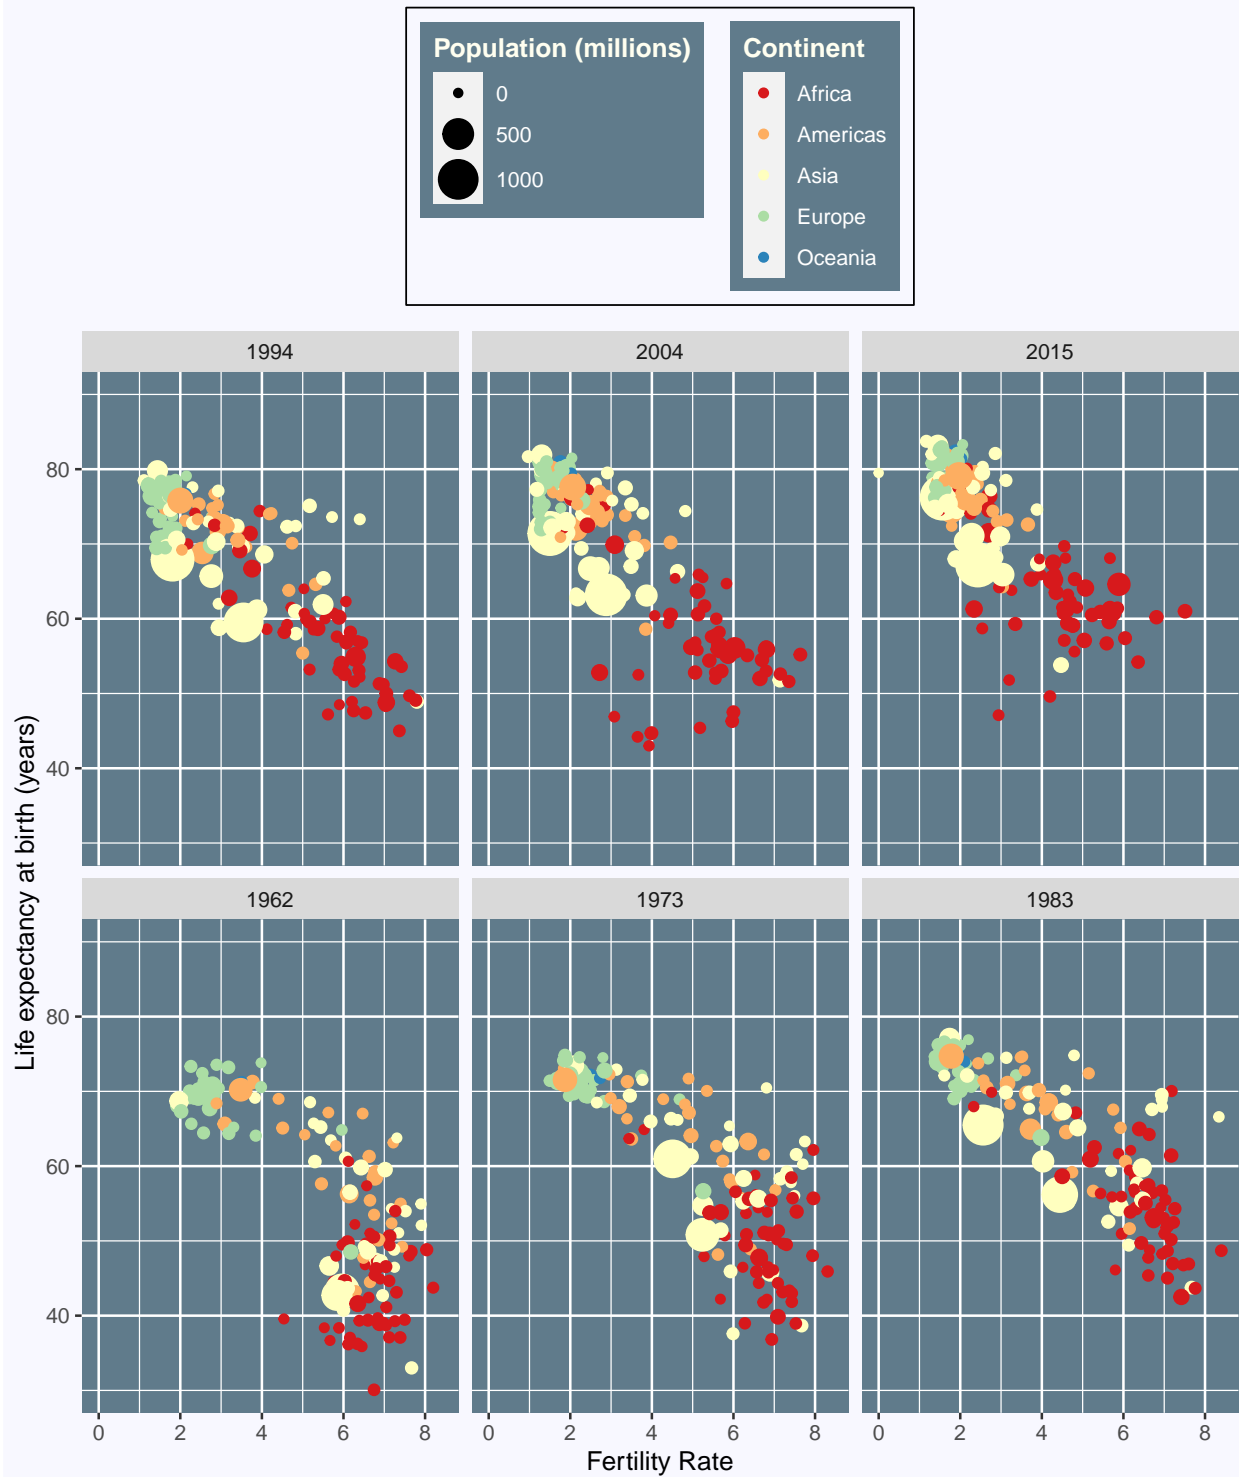 Population (millions)
0
500
1000
Continent
Africa
Americas
Asia
Europe
Oceania
1994
2004
2015
80
60
40
1962
1973
1983
80
60
40
0 2 4 6 8
0 2 4 6 8
0 2 4 6 8
Life expectancy at birth (years)
Fertility Rate